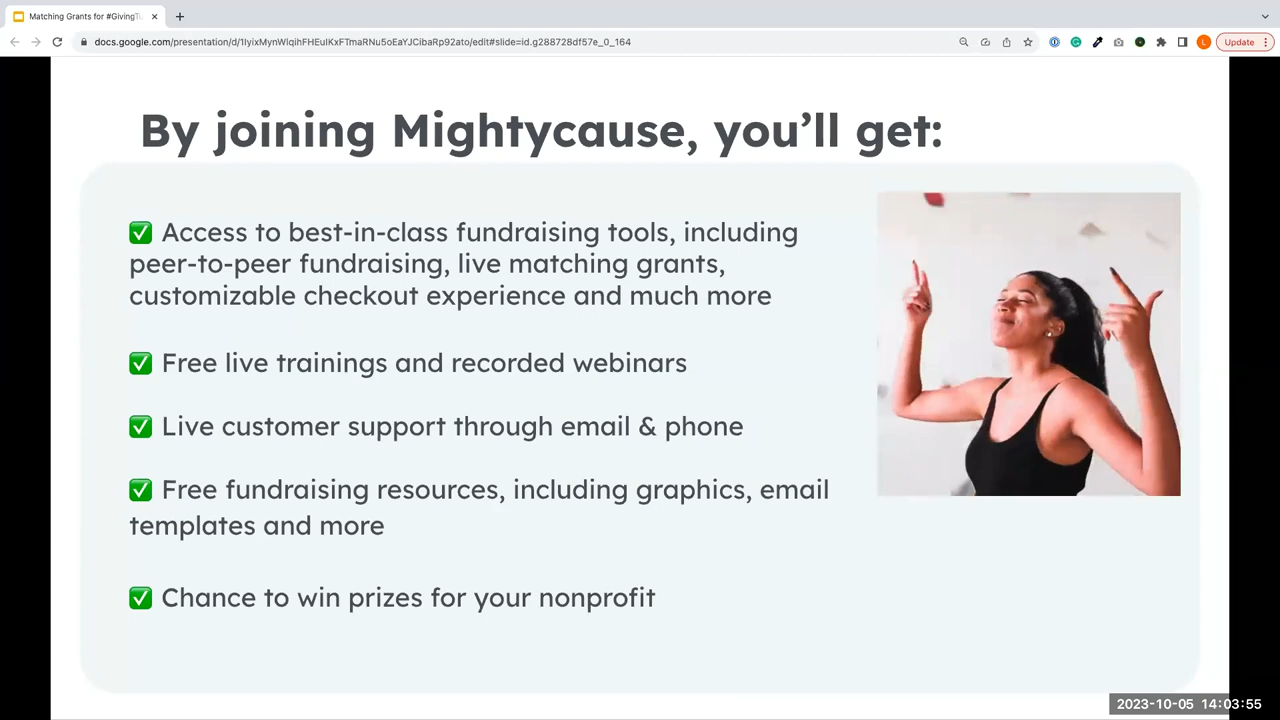 Matching Grants for #GivingTu
docs.google.com/presentation/d/1IyixMynWlqihFHEuIKxFTmaRNu5oEaYJCibaRp92ato/edit#slide=id.g288728df57e_0_164
L
Update
By joining Mightycause, you’ll get:
✅ Access to best-in-class fundraising tools, including
peer-to-peer fundraising, live matching grants,
customizable checkout experience and much more
✅ Free live trainings and recorded webinars
✅ Live customer support through email & phone
✅ Free fundraising resources, including graphics, email
templates and more
✅ Chance to win prizes for your nonprofit
2023-10-05 14:03:55